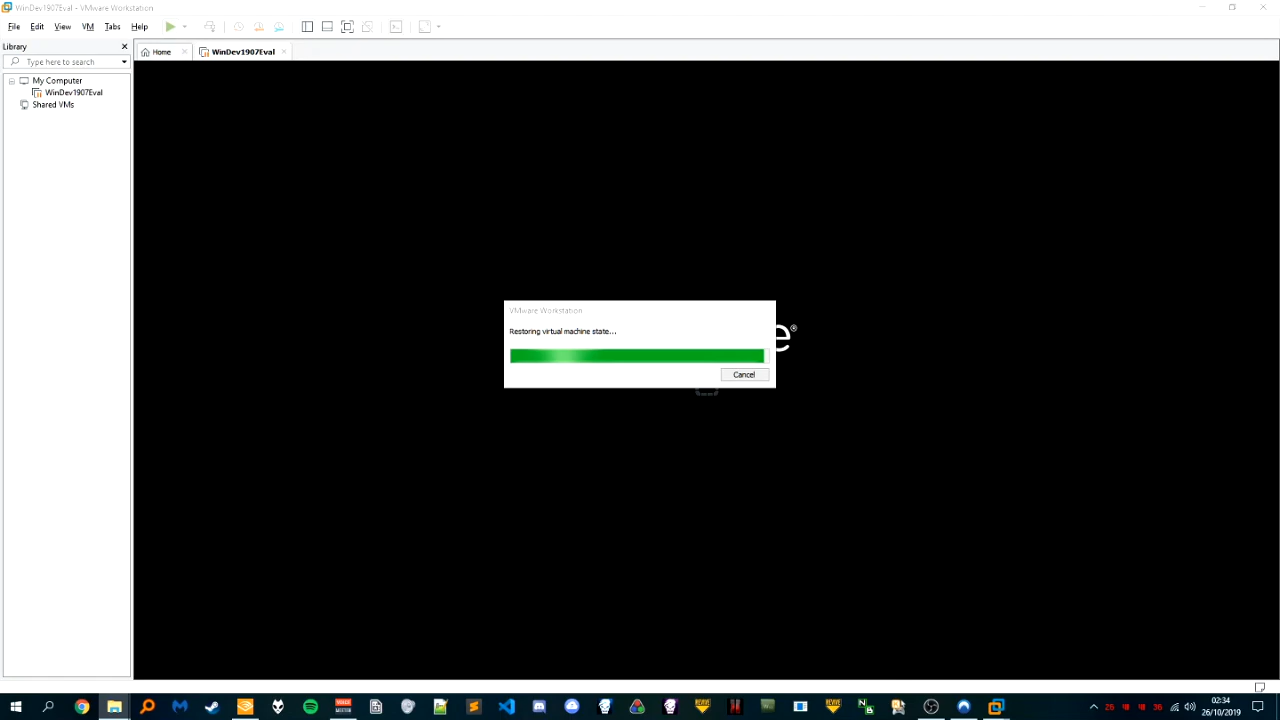 WinDev1907Eval - VMware Workstation
File Edit View VM Tabs Help
Library
Type here to search
My Computer
WinDev1907Eval
Shared VMs
Home
WinDev1907Eval
VMware Workstation
Restoring virtual machine state...
Cancel
e®
02:34
26/10/2019